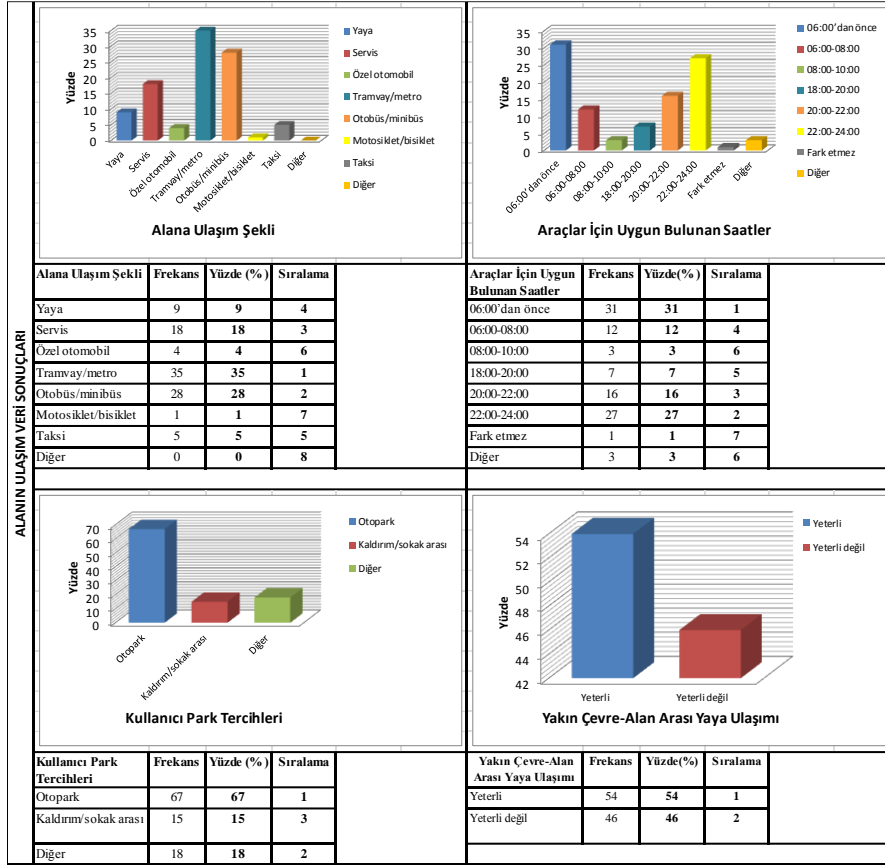 ALANIN ULAŞIM VERİ SONUÇLARI
Yüzde
35
30
25
20
15
10
5
0
Yaya
Servis
Özel otomobil
Tramvay/metro
Otobüs/minibüs
Motosiklet/bisiklet
Taksi
Diğer
Alana Ulaşım Şekli
Yaya
Servis
Özel otomobil
Tramvay/metro
Otobüs/minibüs
Motosiklet/bisiklet
Taksi
Diğer
Yüzde
35
30
25
20
15
10
5
0
06:00'dan önce
06:00-08:00
08:00-10:00
18:00-20:00
20:00-22:00
22:00-24:00
Fark etmez
Diğer
Araçlar İçin Uygun Bulunan Saatler
06:00'dan önce
06:00-08:00
08:00-10:00
18:00-20:00
20:00-22:00
22:00-24:00
Fark etmez
Diğer
Alana Ulaşım Şekli Frekans Yüzde (%) Sıralama
Yaya 9 9 4
Servis 18 18 3
Özel otomobil 4 4 6
Tramvay/metro 35 35 1
Otobüs/minibüs 28 28 2
Motosiklet/bisiklet 1 1 7
Taksi 5 5 5
Diğer 0 0 8
Araçlar İçin Uygun Frekans Yüzde(%) Sıralama
Bulunan Saatler
06:00'dan önce 31 31 1
06:00-08:00 12 12 4
08:00-10:00 3 3 6
18:00-20:00 7 7 5
20:00-22:00 16 16 3
22:00-24:00 27 27 2
Fark etmez 1 1 7
Diğer 3 3 6
Yüzde
70
60
50
40
30
20
10
0
Otopark
Kaldırım/sokak arası
Diğer
Kullanıcı Park Tercihleri
Otopark
Kaldırım/sokak arası
Diğer
Yüzde
54
52
50
48
46
44
42
Yeterli
Yeterli değil
Yakın Çevre-Alan Arası Yaya Ulaşımı
Yeterli
Yeterli değil
Kullanıcı Park Frekans Yüzde (%) Sıralama
Tercihleri
Otopark 67 67 1
Kaldırım/sokak arası 15 15 3
Diğer 18 18 2
Yakın Çevre-Alan Frekans Yüzde(%) Sıralama
Arası Yaya Ulaşımı
Yeterli 54 54 1
Yeterli değil 46 46 2